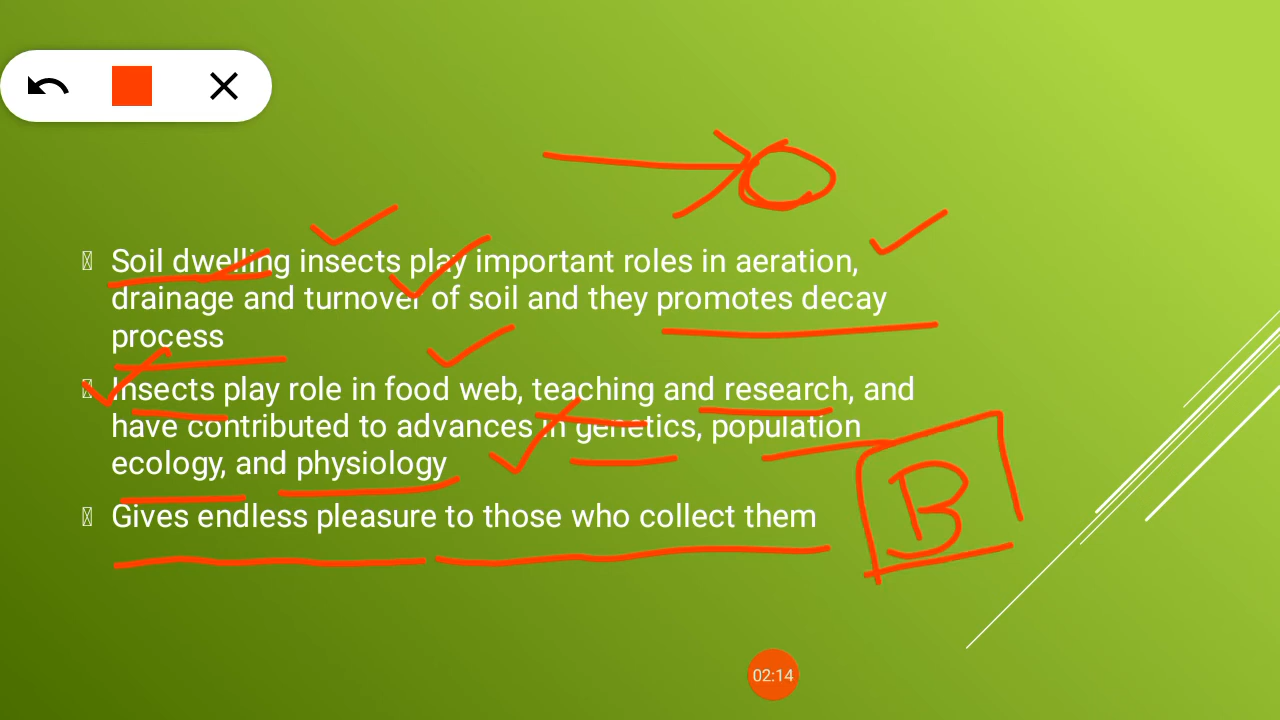 Soil dwelling insects play important roles in aeration,
drainage and turnover of soil and they promotes decay
process
Insects play role in food web, teaching and research, and
have contributed to advances in genetics, population
ecology, and physiology
Gives endless pleasure to those who collect them
B
02:14